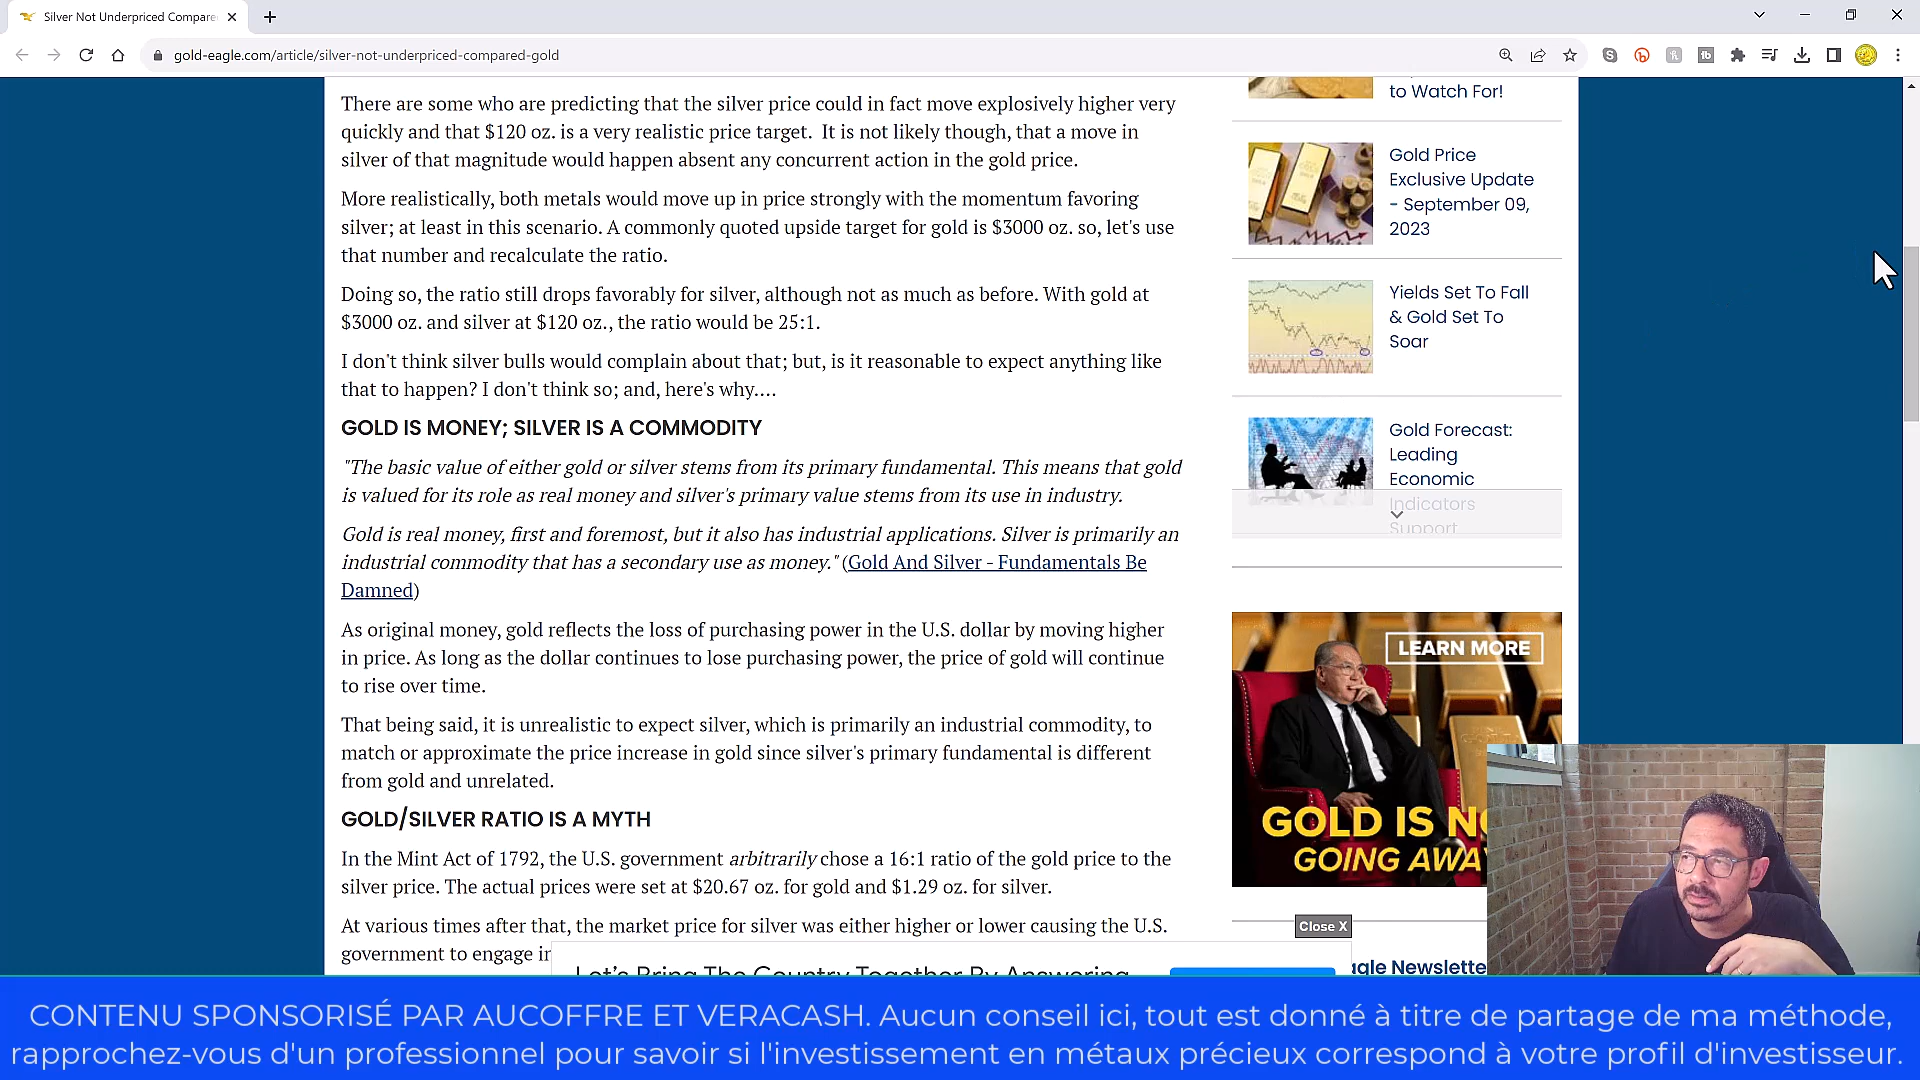 Silver Not Underpriced Compare
gold-eagle.com/article/silver-not-underpriced-compared-gold
There are some who are predicting that the silver price could in fact move explosively higher very
quickly and that $120 oz. is a very realistic price target.  It is not likely though, that a move in
silver of that magnitude would happen absent any concurrent action in the gold price.
More realistically, both metals would move up in price strongly with the momentum favoring
silver; at least in this scenario. A commonly quoted upside target for gold is $3000 oz. so, let's use
that number and recalculate the ratio.
Doing so, the ratio still drops favorably for silver, although not as much as before. With gold at
$3000 oz. and silver at $120 oz., the ratio would be 25:1.
I don't think silver bulls would complain about that; but, is it reasonable to expect anything like
that to happen? I don't think so; and, here's why....
GOLD IS MONEY; SILVER IS A COMMODITY
"The basic value of either gold or silver stems from its primary fundamental. This means that gold
is valued for its role as real money and silver's primary value stems from its use in industry.
Gold is real money, first and foremost, but it also has industrial applications. Silver is primarily an
industrial commodity that has a secondary use as money." (Gold And Silver - Fundamentals Be
Damned)
As original money, gold reflects the loss of purchasing power in the U.S. dollar by moving higher
in price. As long as the dollar continues to lose purchasing power, the price of gold will continue
to rise over time.
That being said, it is unrealistic to expect silver, which is primarily an industrial commodity, to
match or approximate the price increase in gold since silver's primary fundamental is different
from gold and unrelated.
GOLD/SILVER RATIO IS A MYTH
In the Mint Act of 1792, the U.S. government arbitrarily chose a 16:1 ratio of the gold price to the
silver price. The actual prices were set at $20.67 oz. for gold and $1.29 oz. for silver.
At various times after that, the market price for silver was either higher or lower causing the U.S.
government to engage in
to Watch For!
Gold Price
Exclusive Update
- September 09,
2023
Yields Set To Fall
& Gold Set To
Soar
Gold Forecast:
Leading
Economic
Indicators
Support
LEARN MORE
GOLD IS N
GOING AWA
Close X
Let's Bring The Country Together By Answering
agle Newslette
CONTENU SPONSORISÉ PAR AUCOFFRE ET VERACASH. Aucun conseil ici, tout est donné à titre de partage de ma méthode,
rapprochez-vous d'un professionnel pour savoir si l'investissement en métaux précieux correspond à votre profil d'investisseur.